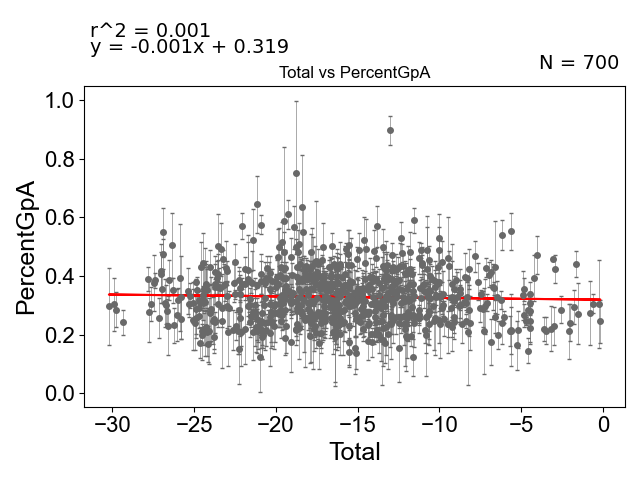 r^2 = 0.001
y = -0.001x + 0.319
N = 700
Total vs PercentGpA
1.0
0.8
0.6
0.4
0.2
0.0
PercentGpA
−30
−25
−20
−15
−10
−5
0
Total